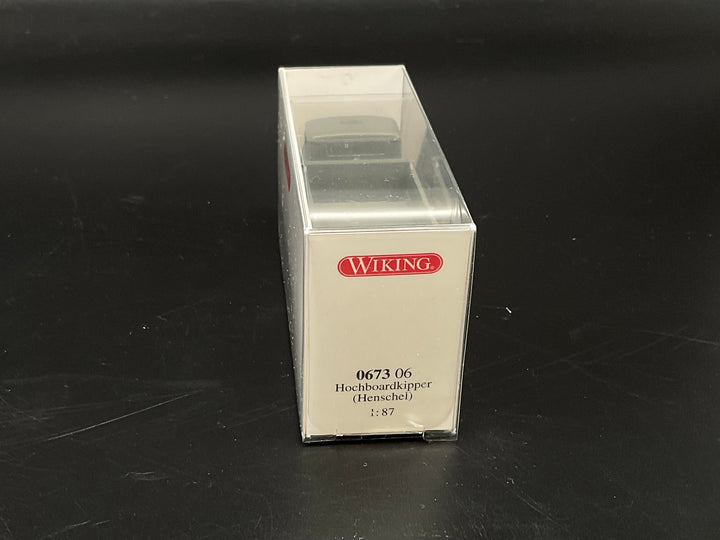 WIKING®
0673 06
Hochboardkipper
(Henschel)
1:87